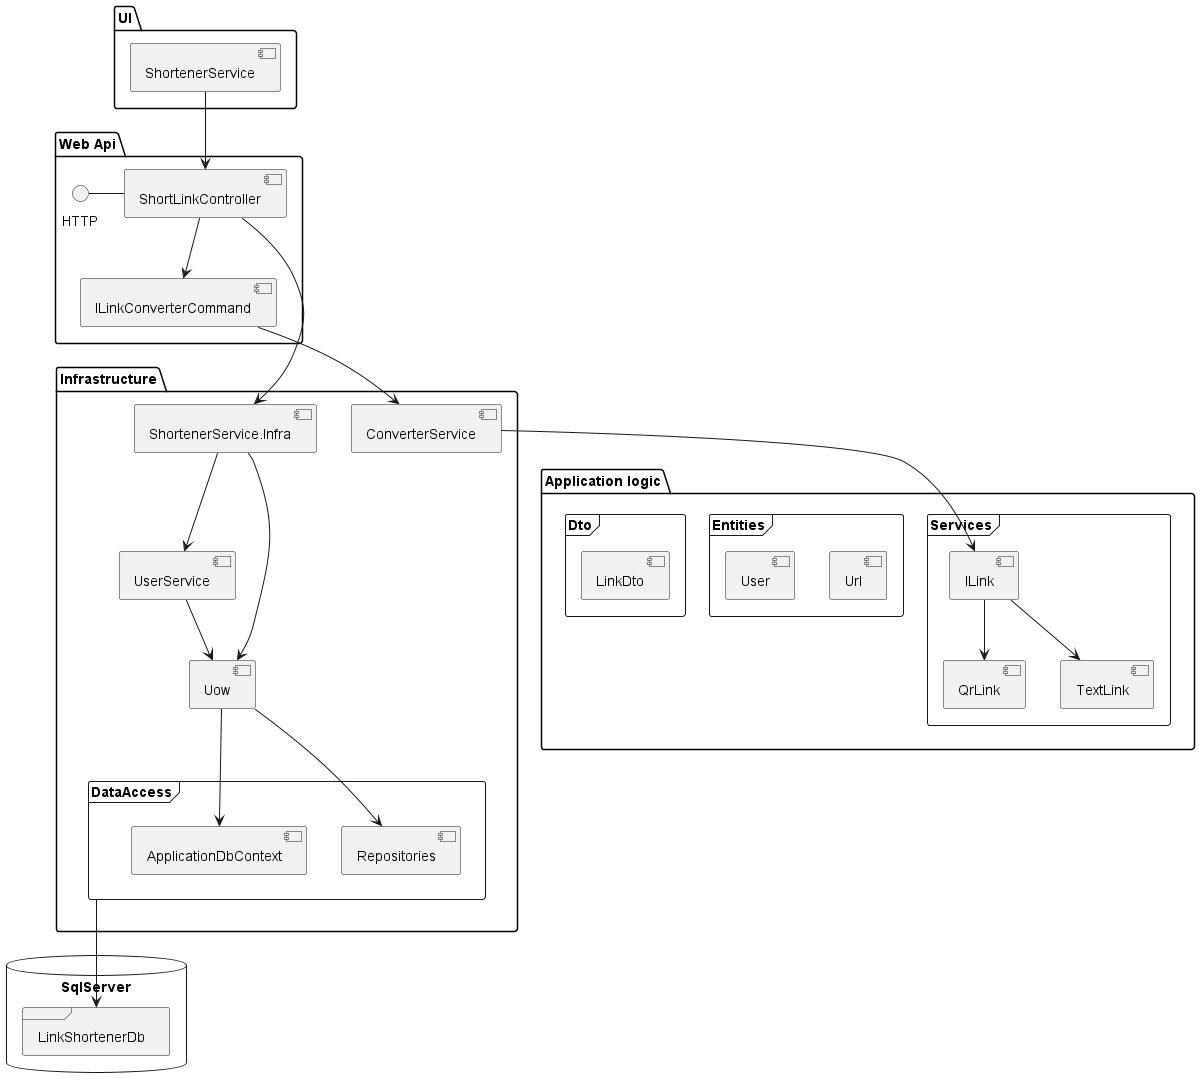 UI
ShortenerService
Web Api
ShortLinkController
HTTP
ILinkConverterCommand
Infrastructure
ShortenerService.Infra
ConverterService
Application logic
Dto
Entities
Services
LinkDto
User
Url
ILink
UserService
Uow
QrLink
TextLink
DataAccess
ApplicationDbContext
Repositories
SqlServer
LinkShortenerDb